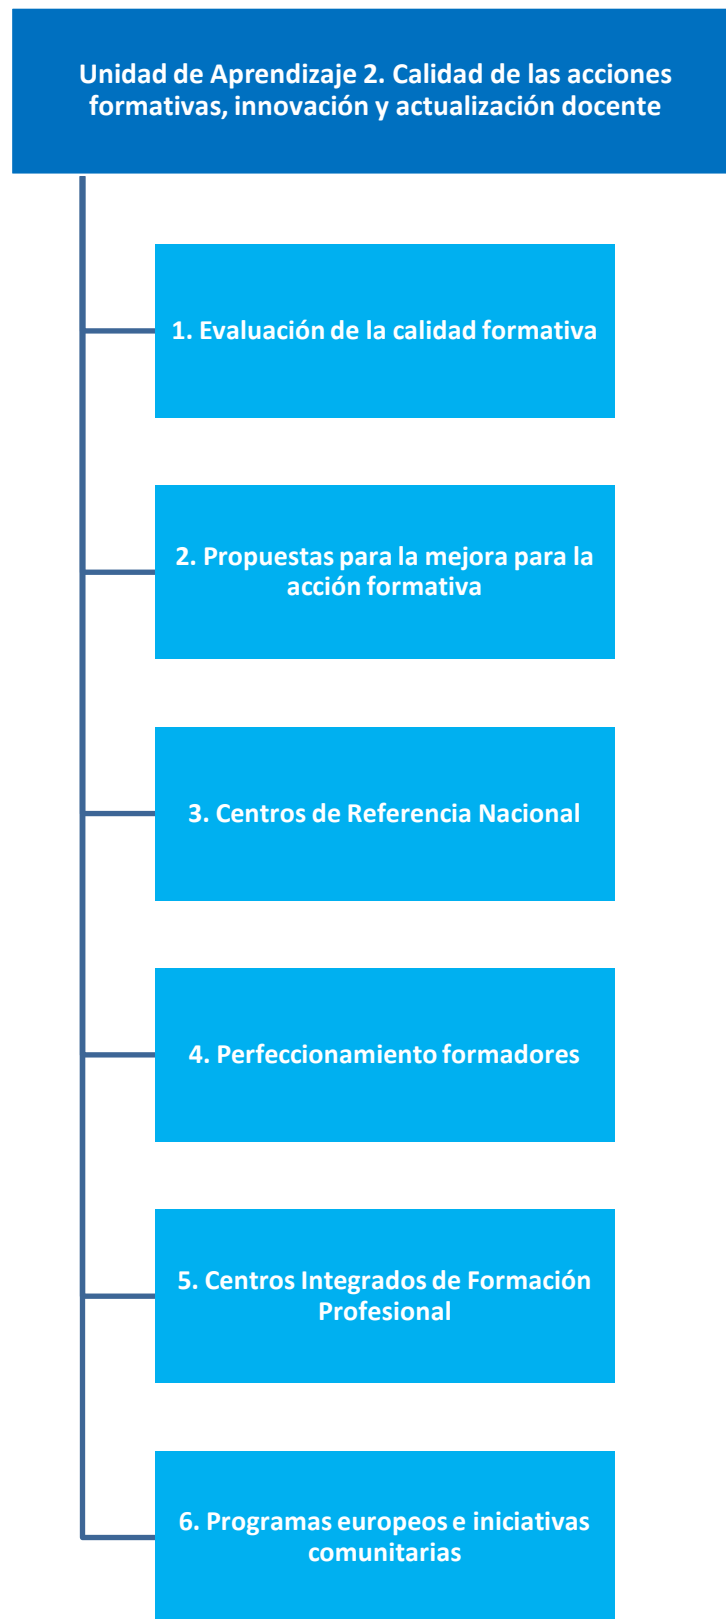 Unidad de Aprendizaje 2. Calidad de las acciones
formativas, innovación y actualización docente
1. Evaluación de la calidad formativa
2. Propuestas para la mejora para la
acción formativa
3. Centros de Referencia Nacional
4. Perfeccionamiento formadores
5. Centros Integrados de Formación
Profesional
6. Programas europeos e iniciativas
comunitarias